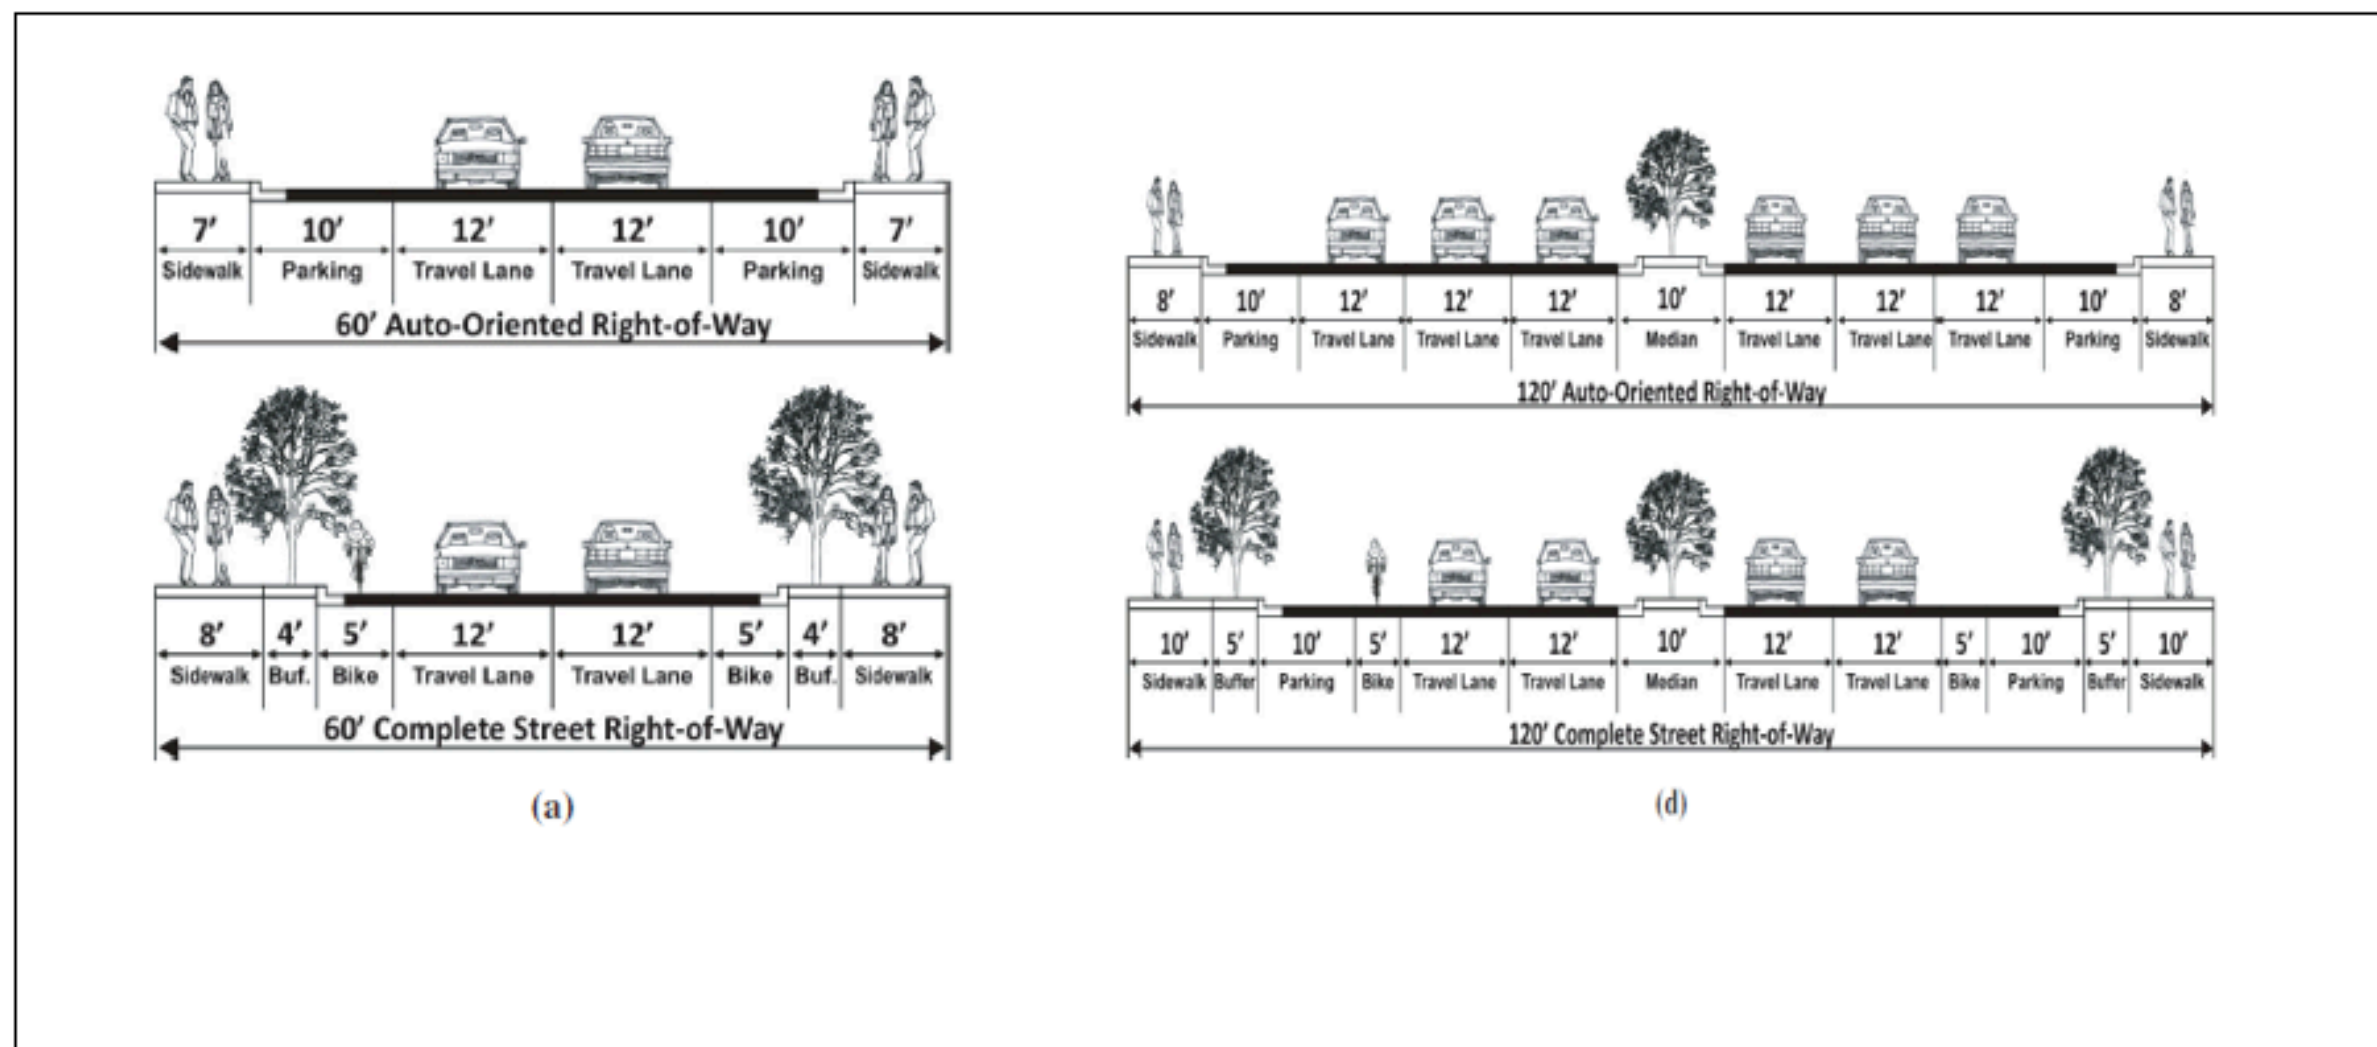 7′ 10′ 12′ 12′ 10′ 7′
Sidewalk Parking Travel Lane Travel Lane Parking Sidewalk
60′ Auto-Oriented Right-of-Way
8′ 4′ 5′ 12′ 12′ 5′ 4′ 8′
Sidewalk Buf. Bike Travel Lane Travel Lane Bike Buf. Sidewalk
60′ Complete Street Right-of-Way
(a)
8′ 10′ 12′ 12′ 12′ 10′ 12′ 12′ 12′ 10′ 8′
Sidewalk Parking Travel Lane Travel Lane Travel Lane Median Travel Lane Travel Lane Travel Lane Parking Sidewalk
120′ Auto-Oriented Right-of-Way
10′ 5′ 10′ 5′ 12′ 12′ 10′ 12′ 12′ 5′ 10′ 5′ 10′
Sidewalk Buffer Parking Bike Travel Lane Travel Lane Median Travel Lane Travel Lane Bike Parking Buffer Sidewalk
120′ Complete Street Right-of-Way
(d)